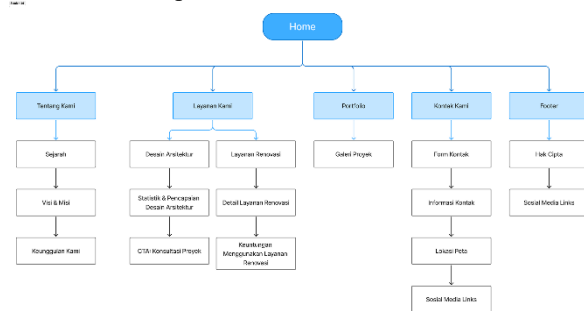 Home
Tentang Kami
Layanan Kami
Portfolio
Kontak Kami
Footer
Sejarah
Desain Arsitektur
Layanan Renovasi
Galeri Proyek
Form Kontak
Hak Cipta
Visi & Misi
Statistik & Pencapaian
Desain Arsitektur
Detail Layanan Renovasi
Informasi Kontak
Sosial Media Links
Keunggulan Kami
CTA: Konsultasi Proyek
Keuntungan
Menggunakan Layanan
Renovasi
Lokasi Peta
Sosial Media Links